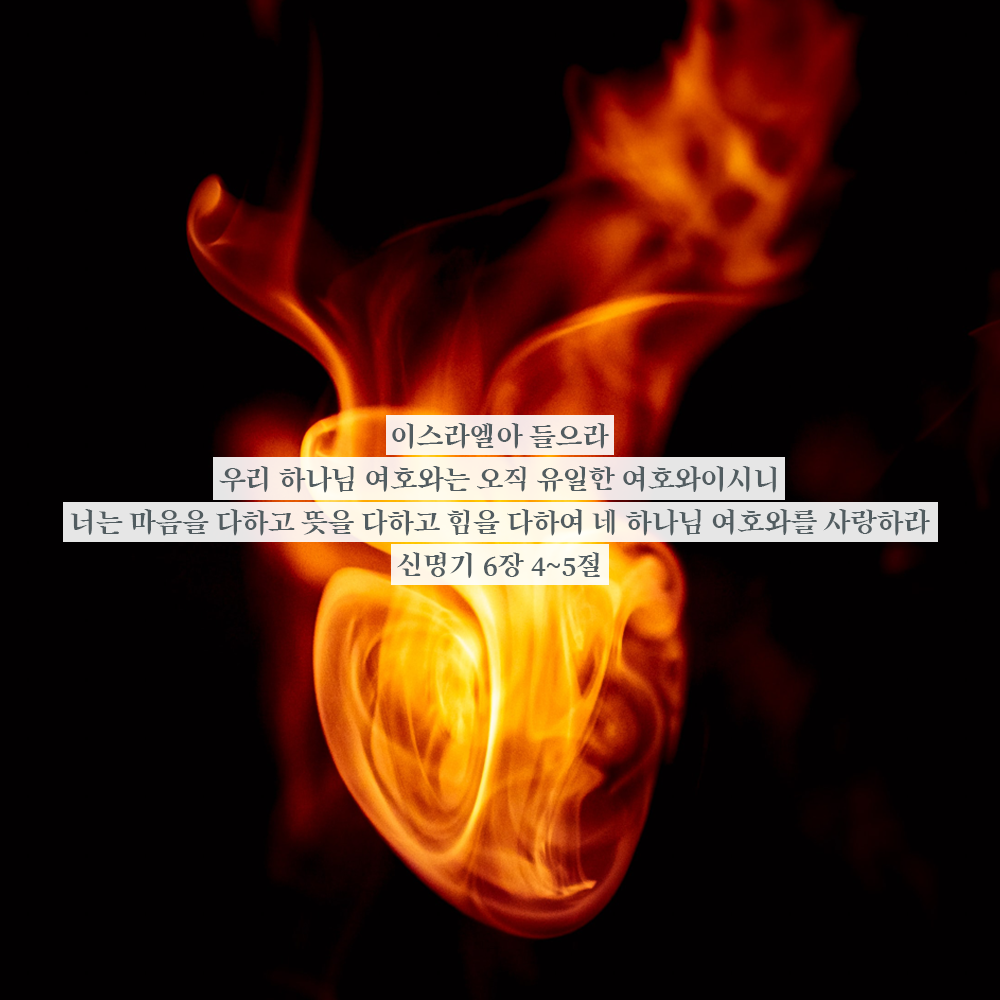 이스라엘아 들으라
우리 하나님 여호와는 오직 유일한 여호와이시니
너는 마음을 다하고 뜻을 다하고 힘을 다하여 네 하나님 여호와를 사랑하라
신명기 6장 4~5절